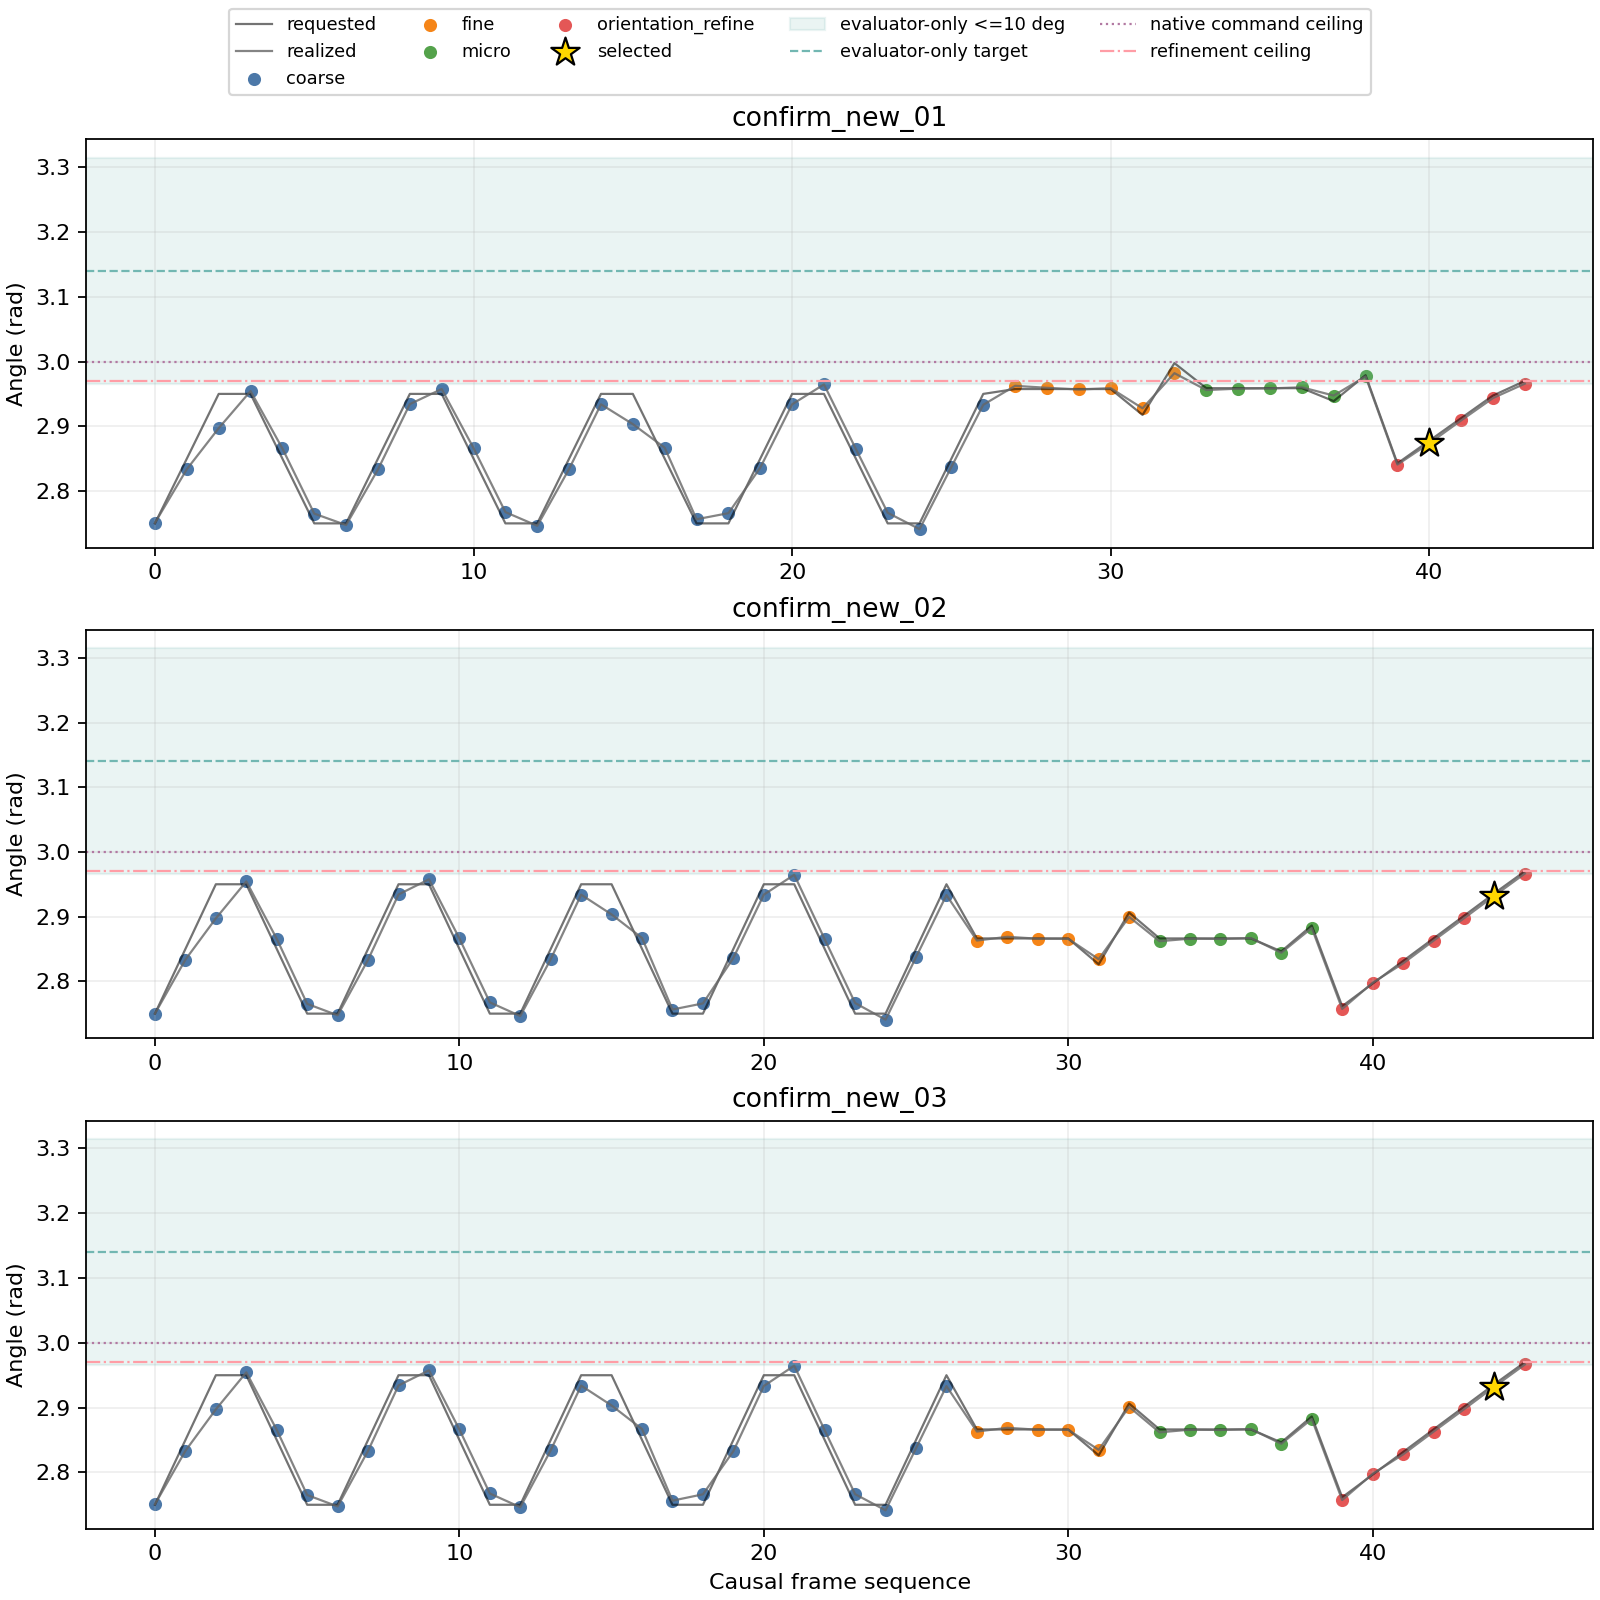 requested
realized
coarse
fine
micro
orientation_refine
selected
evaluator-only <=10 deg
evaluator-only target
native command ceiling
refinement ceiling
confirm_new_01
Angle (rad)
3.3
3.2
3.1
3.0
2.9
2.8
0 10 20 30 40
confirm_new_02
Angle (rad)
3.3
3.2
3.1
3.0
2.9
2.8
0 10 20 30 40
confirm_new_03
Angle (rad)
3.3
3.2
3.1
3.0
2.9
2.8
0 10 20 30 40
Causal frame sequence